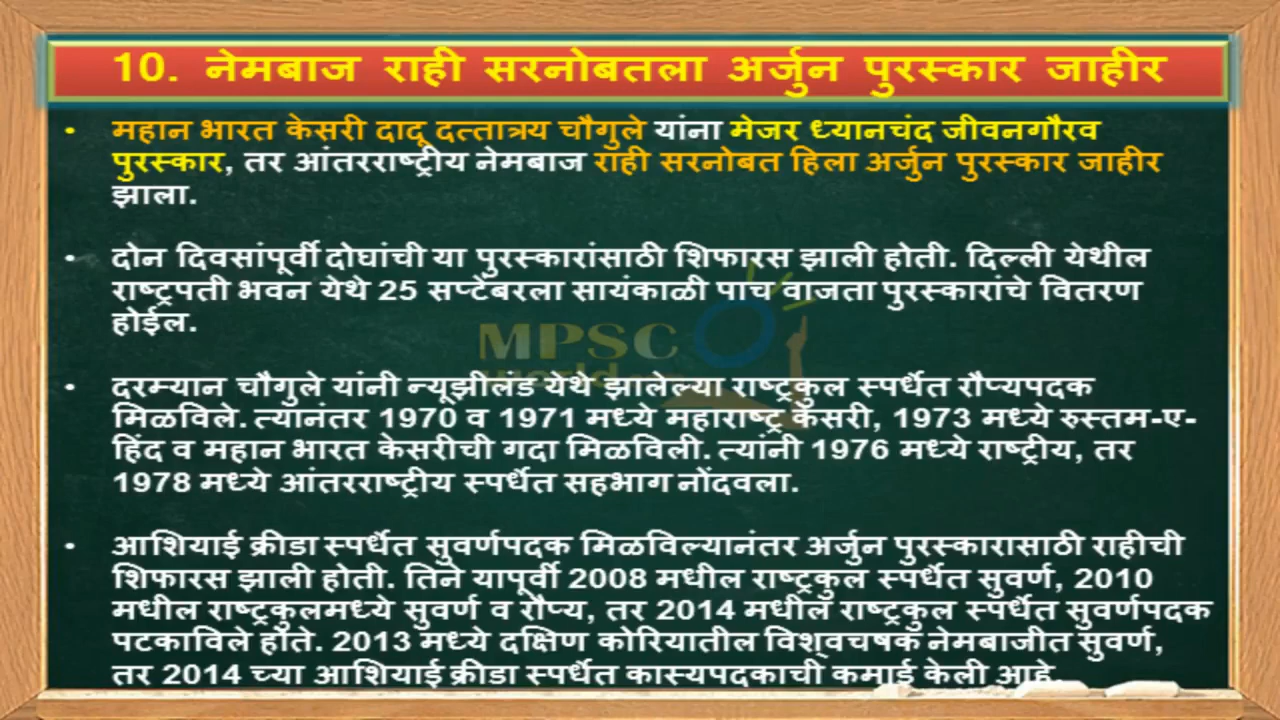 10. नेमबाज राही सरनोबतला अर्जुन पुरस्कार जाहीर
• महान भारत केसरी दादू दत्तात्रय चौगुले यांना मेजर ध्यानचंद जीवनगौरव
पुरस्कार, तर आंतरराष्ट्रीय नेमबाज राही सरनोबत हिला अर्जुन पुरस्कार जाहीर
झाला.
• दोन दिवसांपूर्वी दोघांची या पुरस्कारांसाठी शिफारस झाली होती. दिल्ली येथील
राष्ट्रपती भवन येथे 25 सप्टेंबरला सायंकाळी पाच वाजता पुरस्कारांचे वितरण
होईल.
MPSC
world
• दरम्यान चौगुले यांनी न्यूझीलंड येथे झालेल्या राष्ट्रकुल स्पर्धेत रौप्यपदक
मिळविले. त्यानंतर 1970 व 1971 मध्ये महाराष्ट्र केसरी, 1973 मध्ये रुस्तम-ए-
हिंद व महान भारत केसरीची गदा मिळविली. त्यांनी 1976 मध्ये राष्ट्रीय, तर
1978 मध्ये आंतरराष्ट्रीय स्पर्धेत सहभाग नोंदवला.
• आशियाई क्रीडा स्पर्धेत सुवर्णपदक मिळविल्यानंतर अर्जुन पुरस्कारासाठी राहीची
शिफारस झाली होती. तिने यापूर्वी 2008 मधील राष्ट्रकुल स्पर्धेत सुवर्ण, 2010
मधील राष्ट्रकुलमध्ये सुवर्ण व रौप्य, तर 2014 मधील राष्ट्रकुल स्पर्धेत सुवर्णपदक
पटकाविले होते. 2013 मध्ये दक्षिण कोरियातील विश्वचषक नेमबाजीत सुवर्ण,
तर 2014 च्या आशियाई क्रीडा स्पर्धेत कास्यपदकाची कमाई केली आहे.